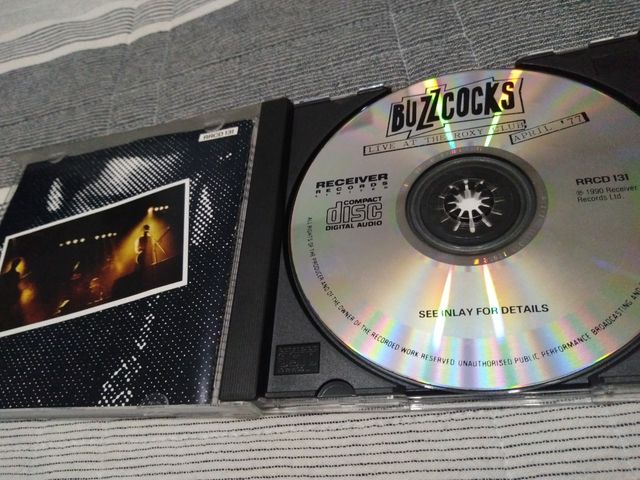 RRCD 131
BUZZCOCKS
LIVE AT THE ROXY CLUB
APRIL '77
RECEIVER
RECORDS
LIMITED
COMPACT
disc
DIGITAL AUDIO
RRCD 131
℗ 1990 Receiver
Records Ltd.
SEE INLAY FOR DETAILS
ALL RIGHTS OF THE PRODUCER AND OF THE OWNER OF THE RECORDED WORK RESERVED. UNAUTHORISED PUBLIC PERFORMANCE BROADCASTING AND